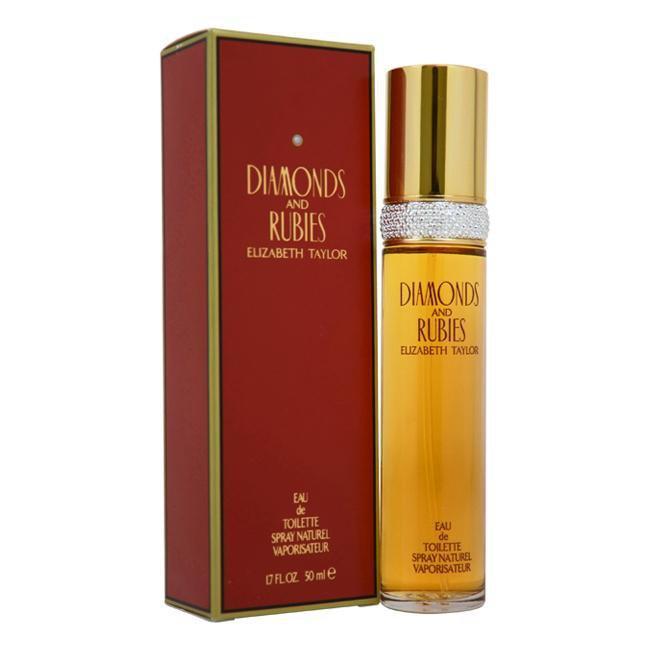 DIAMONDS
AND
RUBIES
ELIZABETH TAYLOR
EAU
de
TOILETTE
SPRAY NATUREL
VAPORISATEUR
1.7 FL.OZ. 50 ml ℮
DIAMONDS
AND
RUBIES
ELIZABETH TAYLOR
EAU
de
TOILETTE
SPRAY NATUREL
VAPORISATEUR